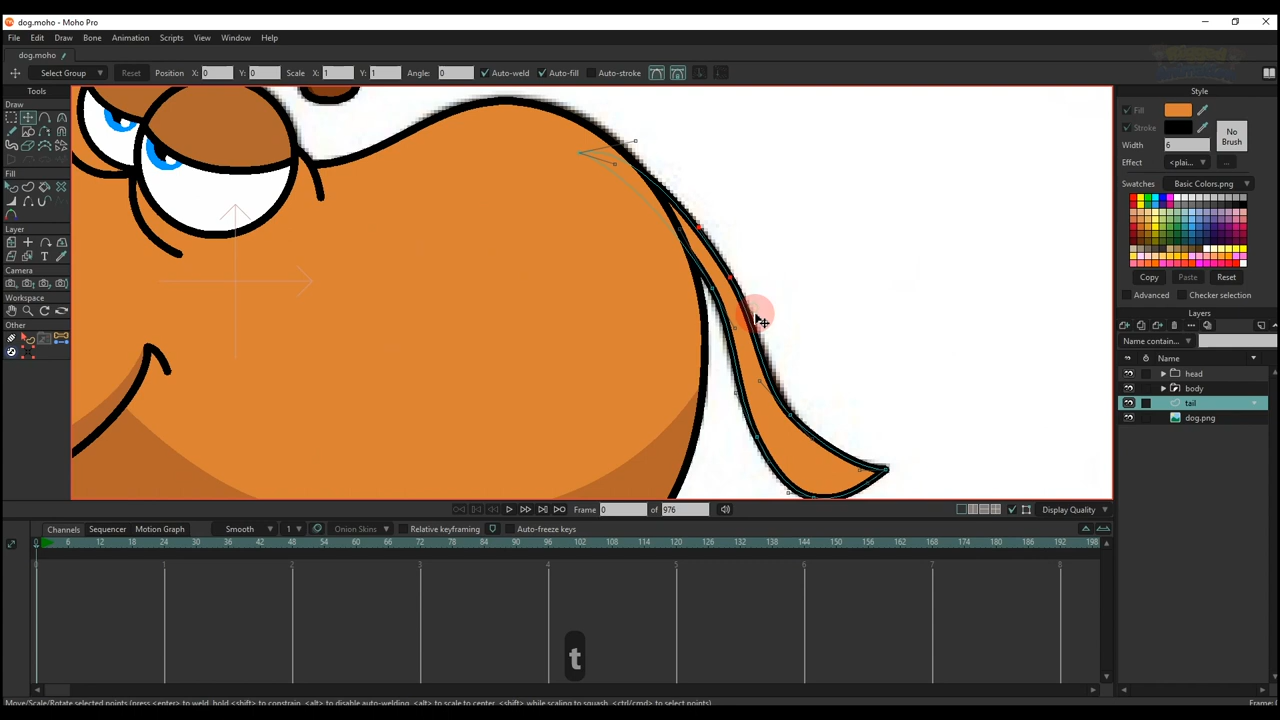 dog.moho - Moho Pro
File Edit Draw Bone Animation Scripts View Window Help
dog.moho
Select Group Reset Position X: 0 Y: 0 Scale X: 1 Y: 1 Angle: 0 Auto-weld Auto-fill Auto-stroke
Tools
Draw
Fill
Layer
Camera
Workspace
Other
Style
Fill
Stroke
No Brush
Width 6
Effect <plai... ...
Swatches Basic Colors.png
Copy Paste Reset
Advanced Checker selection
Layers
Name contain...
Name
head
body
tail
dog.png
Frame 0 of 976 Display Quality
Channels Sequencer Motion Graph Smooth 1 Onion Skins Relative keyframing Auto-freeze keys
0 6 12 18 24 30 36 42 48 54 60 66 72 78 84 90 96 102 108 114 120 126 132 138 144 150 156 162 168 174 180 186 192 198
0 1 2 3 4 5 6 7 8
t
Move/Scale/Rotate selected points (press <enter> to weld, hold <shift> to constrain, <alt> to disable auto-welding, <alt> to scale to center, <shift> while scaling to squash, <ctrl/cmd> to select points)
Frame: